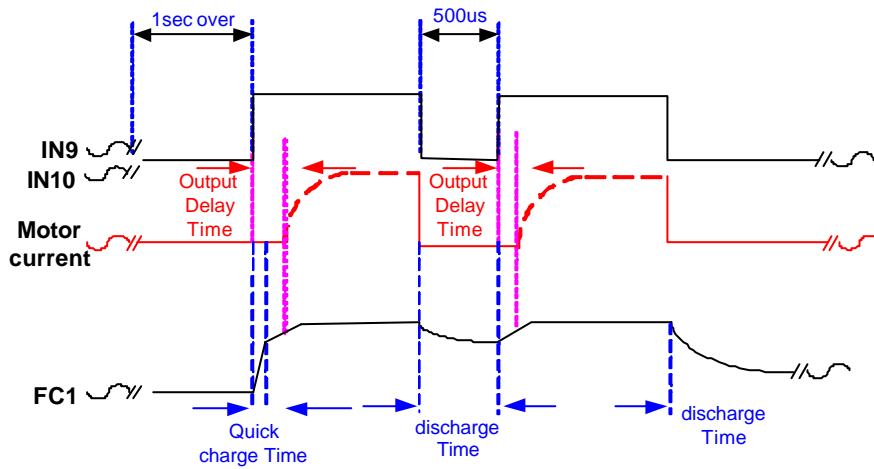 1sec over
500us
IN9
IN10
Output
Delay
Time
Output
Delay
Time
Motor
current
FC1
Quick
charge Time
discharge
Time
discharge
Time